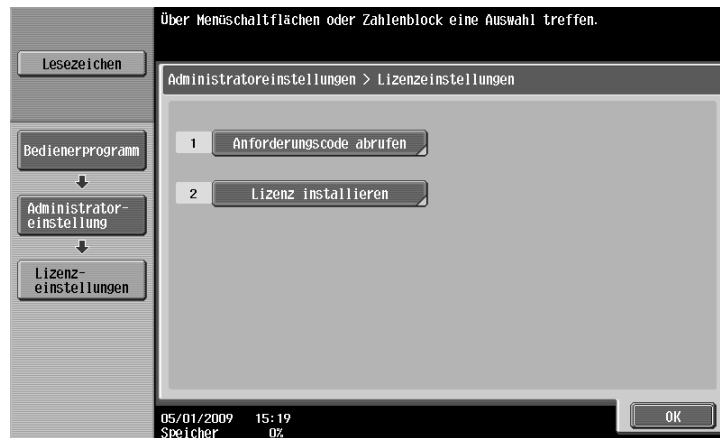 Über Menüschaltflächen oder Zahlenblock eine Auswahl treffen.
Lesezeichen
Administratoreinstellungen > Lizenzeinstellungen
1 Anforderungscode abrufen
Bedienerprogramm
2 Lizenz installieren
Administrator-
einstellung
Lizenz-
einstellungen
05/01/2009 15:19
Speicher 0%
OK